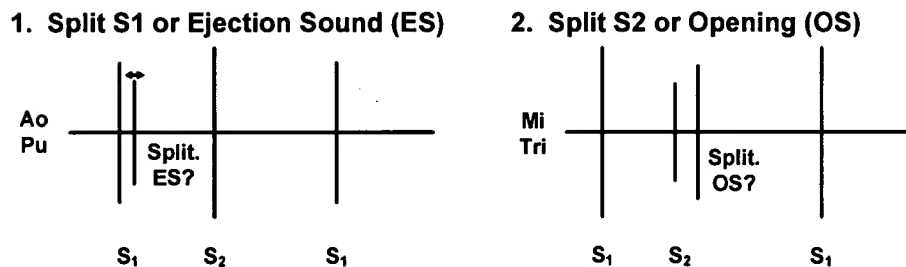 1. Split S1 or Ejection Sound (ES)
Ao
Pu
Split.
ES?
S₁ S₂ S₁
2. Split S2 or Opening (OS)
Mi
Tri
Split.
OS?
S₁ S₂ S₁